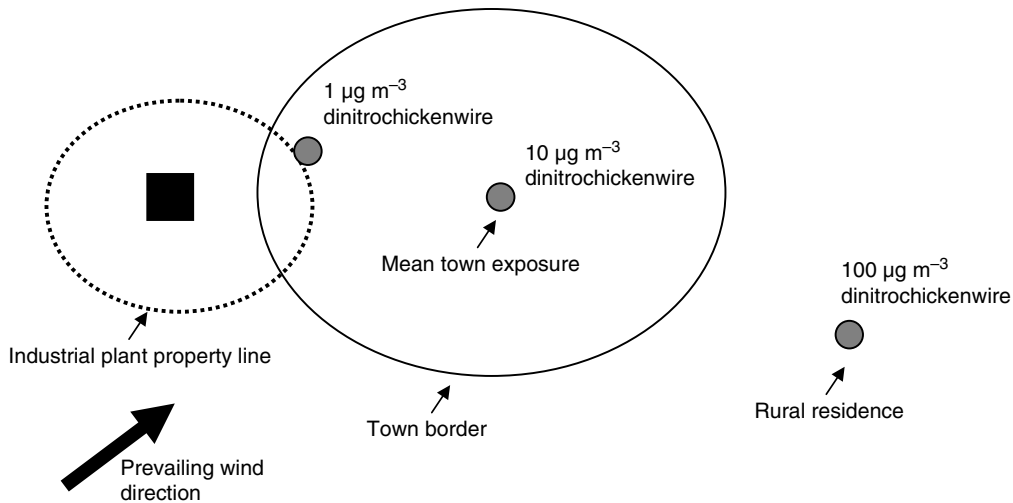 1 µg m⁻³
dinitrochickenwire
10 µg m⁻³
dinitrochickenwire
Mean town exposure
100 µg m⁻³
dinitrochickenwire
Industrial plant property line
Rural residence
Town border
Prevailing wind
direction